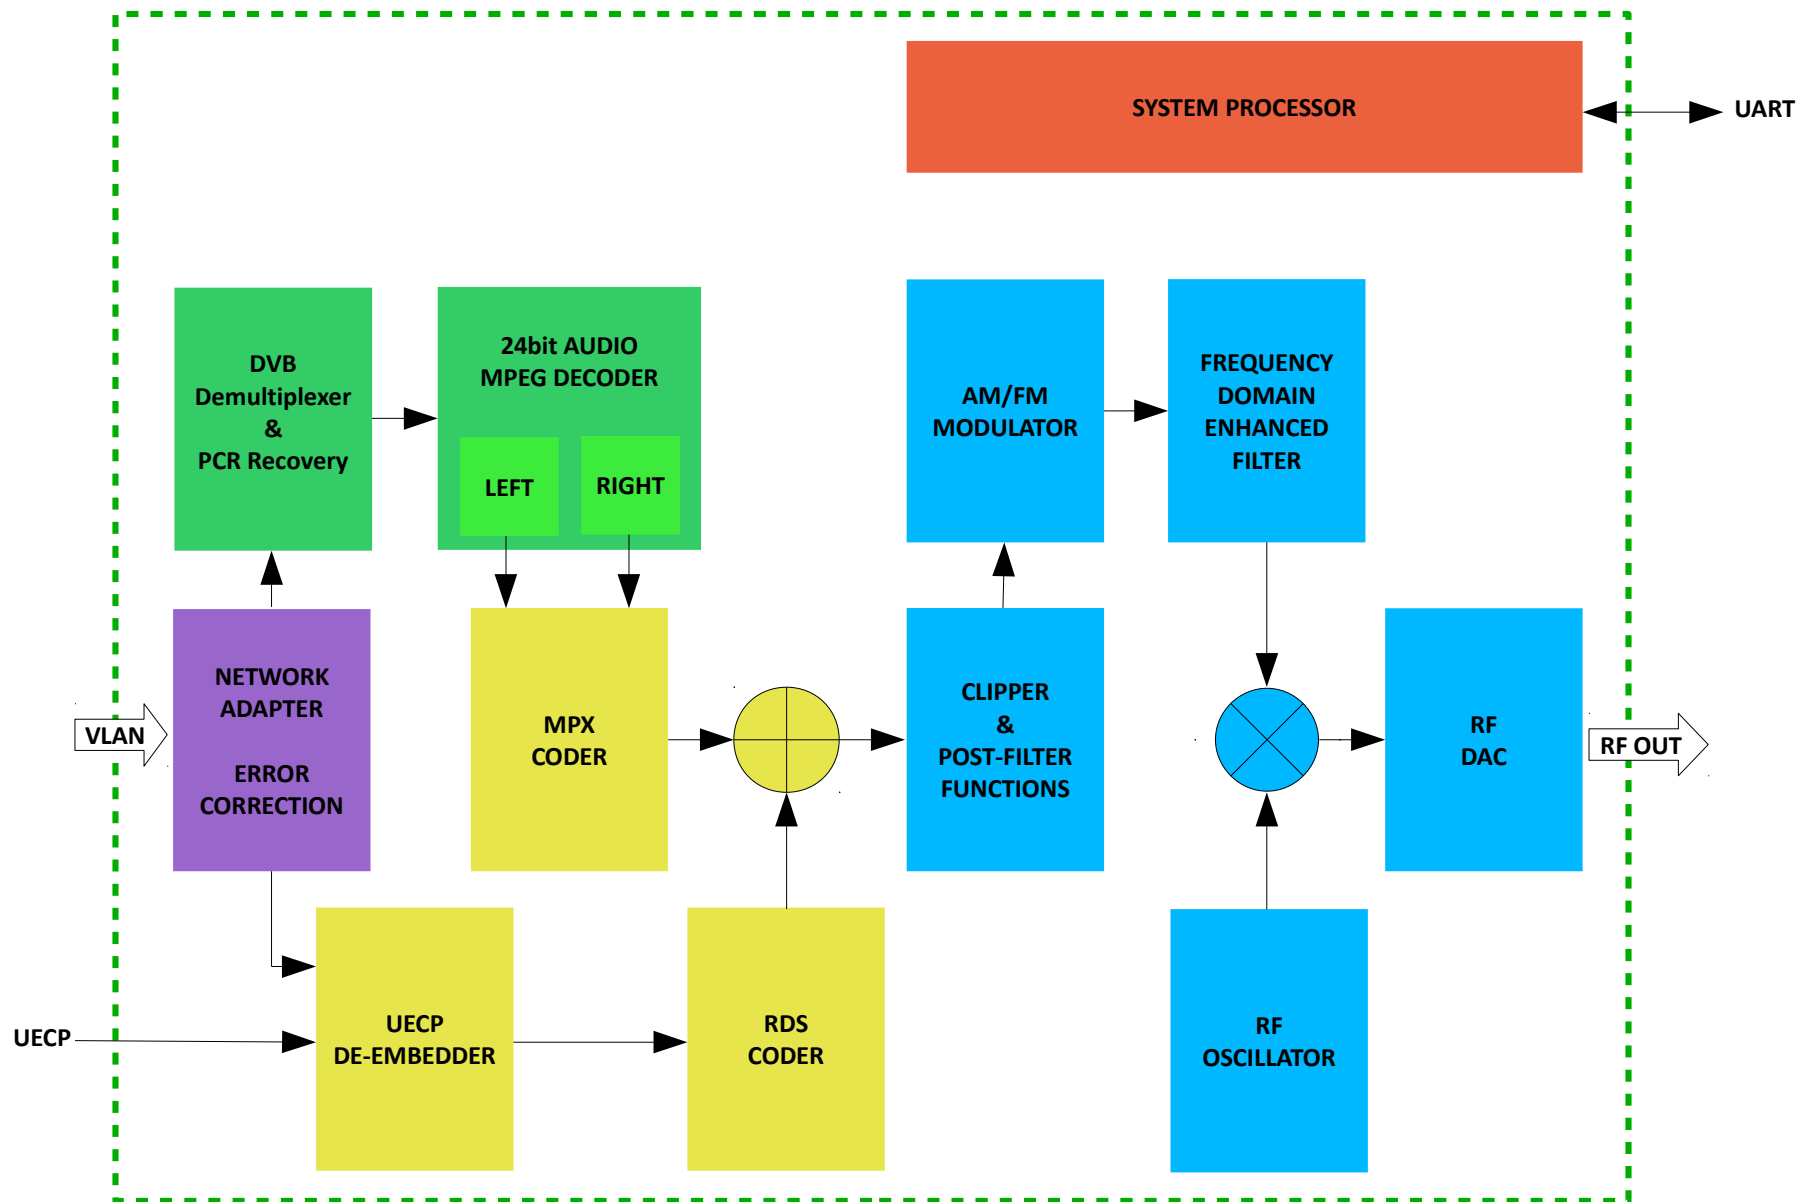 SYSTEM PROCESSOR
UART
DVB
Demultiplexer
&
PCR Recovery
24bit AUDIO
MPEG DECODER
LEFT
RIGHT
AM/FM
MODULATOR
FREQUENCY
DOMAIN
ENHANCED
FILTER
VLAN
NETWORK
ADAPTER
ERROR
CORRECTION
MPX
CODER
CLIPPER
&
POST-FILTER
FUNCTIONS
RF
DAC
RF OUT
UECP
UECP
DE-EMBEDDER
RDS
CODER
RF
OSCILLATOR